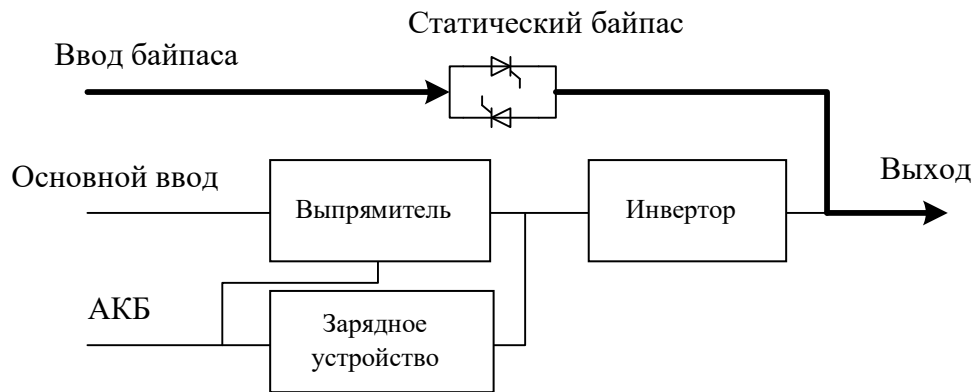 Статический байпас
Ввод байпаса
Основной ввод
Выпрямитель
Инвертор
Выход
АКБ
Зарядное
устройство